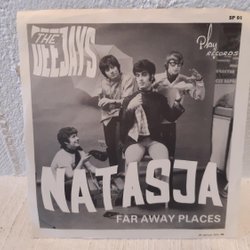 SP 01
THE
DEEJAYS
Play
RECORDS
NATASJA
FAR AWAY PLACES